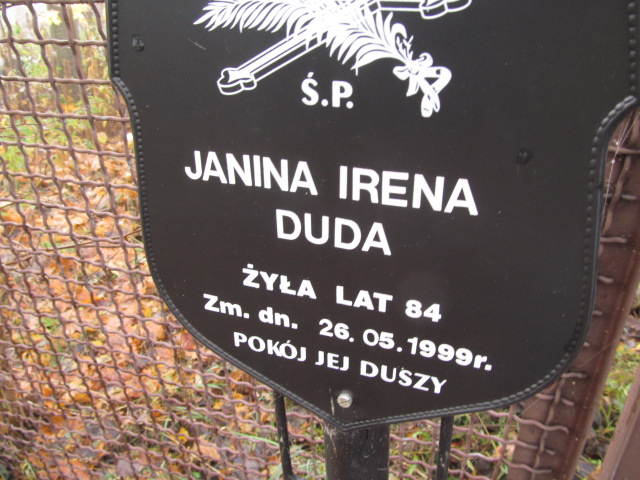 Ś.P.
JANINA IRENA
DUDA
ŻYŁA LAT 84
Zm. dn. 26.05.1999r.
POKÓJ JEJ DUSZY